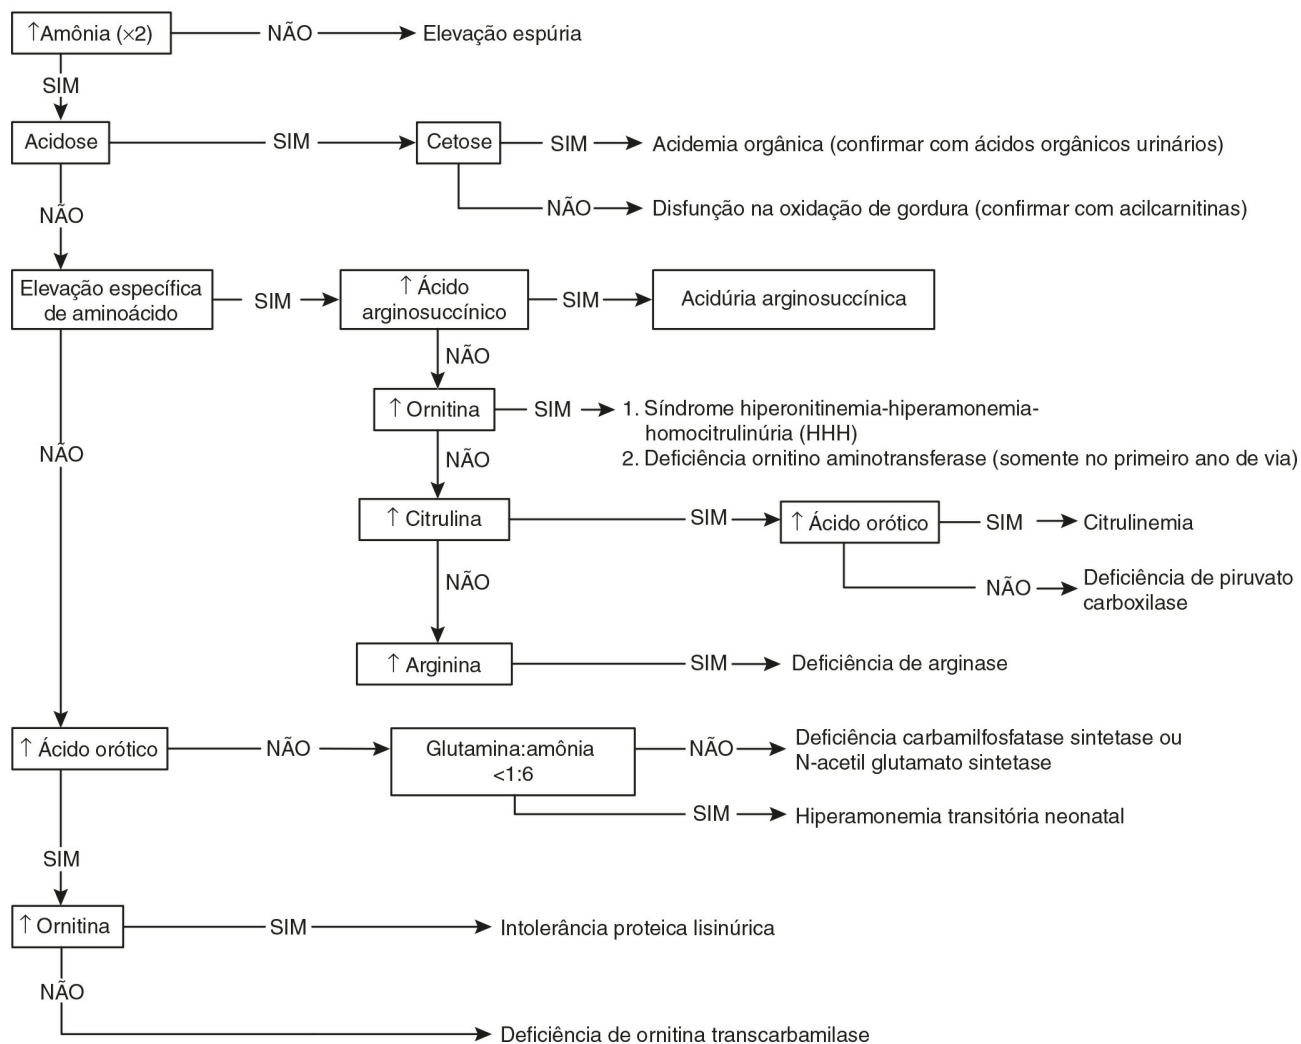 ↑Amônia (×2)
NÃO
Elevação espúria
SIM
Acidose
SIM
Cetose
SIM
Acidemia orgânica (confirmar com ácidos orgânicos urinários)
NÃO
NÃO
Disfunção na oxidação de gordura (confirmar com acilcarnitinas)
Elevação específica
de aminoácido
SIM
↑ Ácido
arginosuccínico
SIM
Acidúria arginosuccínica
NÃO
↑ Ornitina
SIM
1. Síndrome hiperonitinemia-hiperamonemia-
homocitrulinúria (HHH)
2. Deficiência ornitino aminotransferase (somente no primeiro ano de via)
NÃO
NÃO
↑ Citrulina
SIM
↑ Ácido orótico
SIM
Citrulinemia
NÃO
Deficiência de piruvato
carboxilase
NÃO
↑ Arginina
SIM
Deficiência de arginase
↑ Ácido orótico
NÃO
Glutamina:amônia
<1:6
NÃO
Deficiência carbamilfosfatase sintetase ou
N-acetil glutamato sintetase
SIM
Hiperamonemia transitória neonatal
SIM
↑ Ornitina
SIM
Intolerância proteica lisinúrica
NÃO
Deficiência de ornitina transcarbamilase